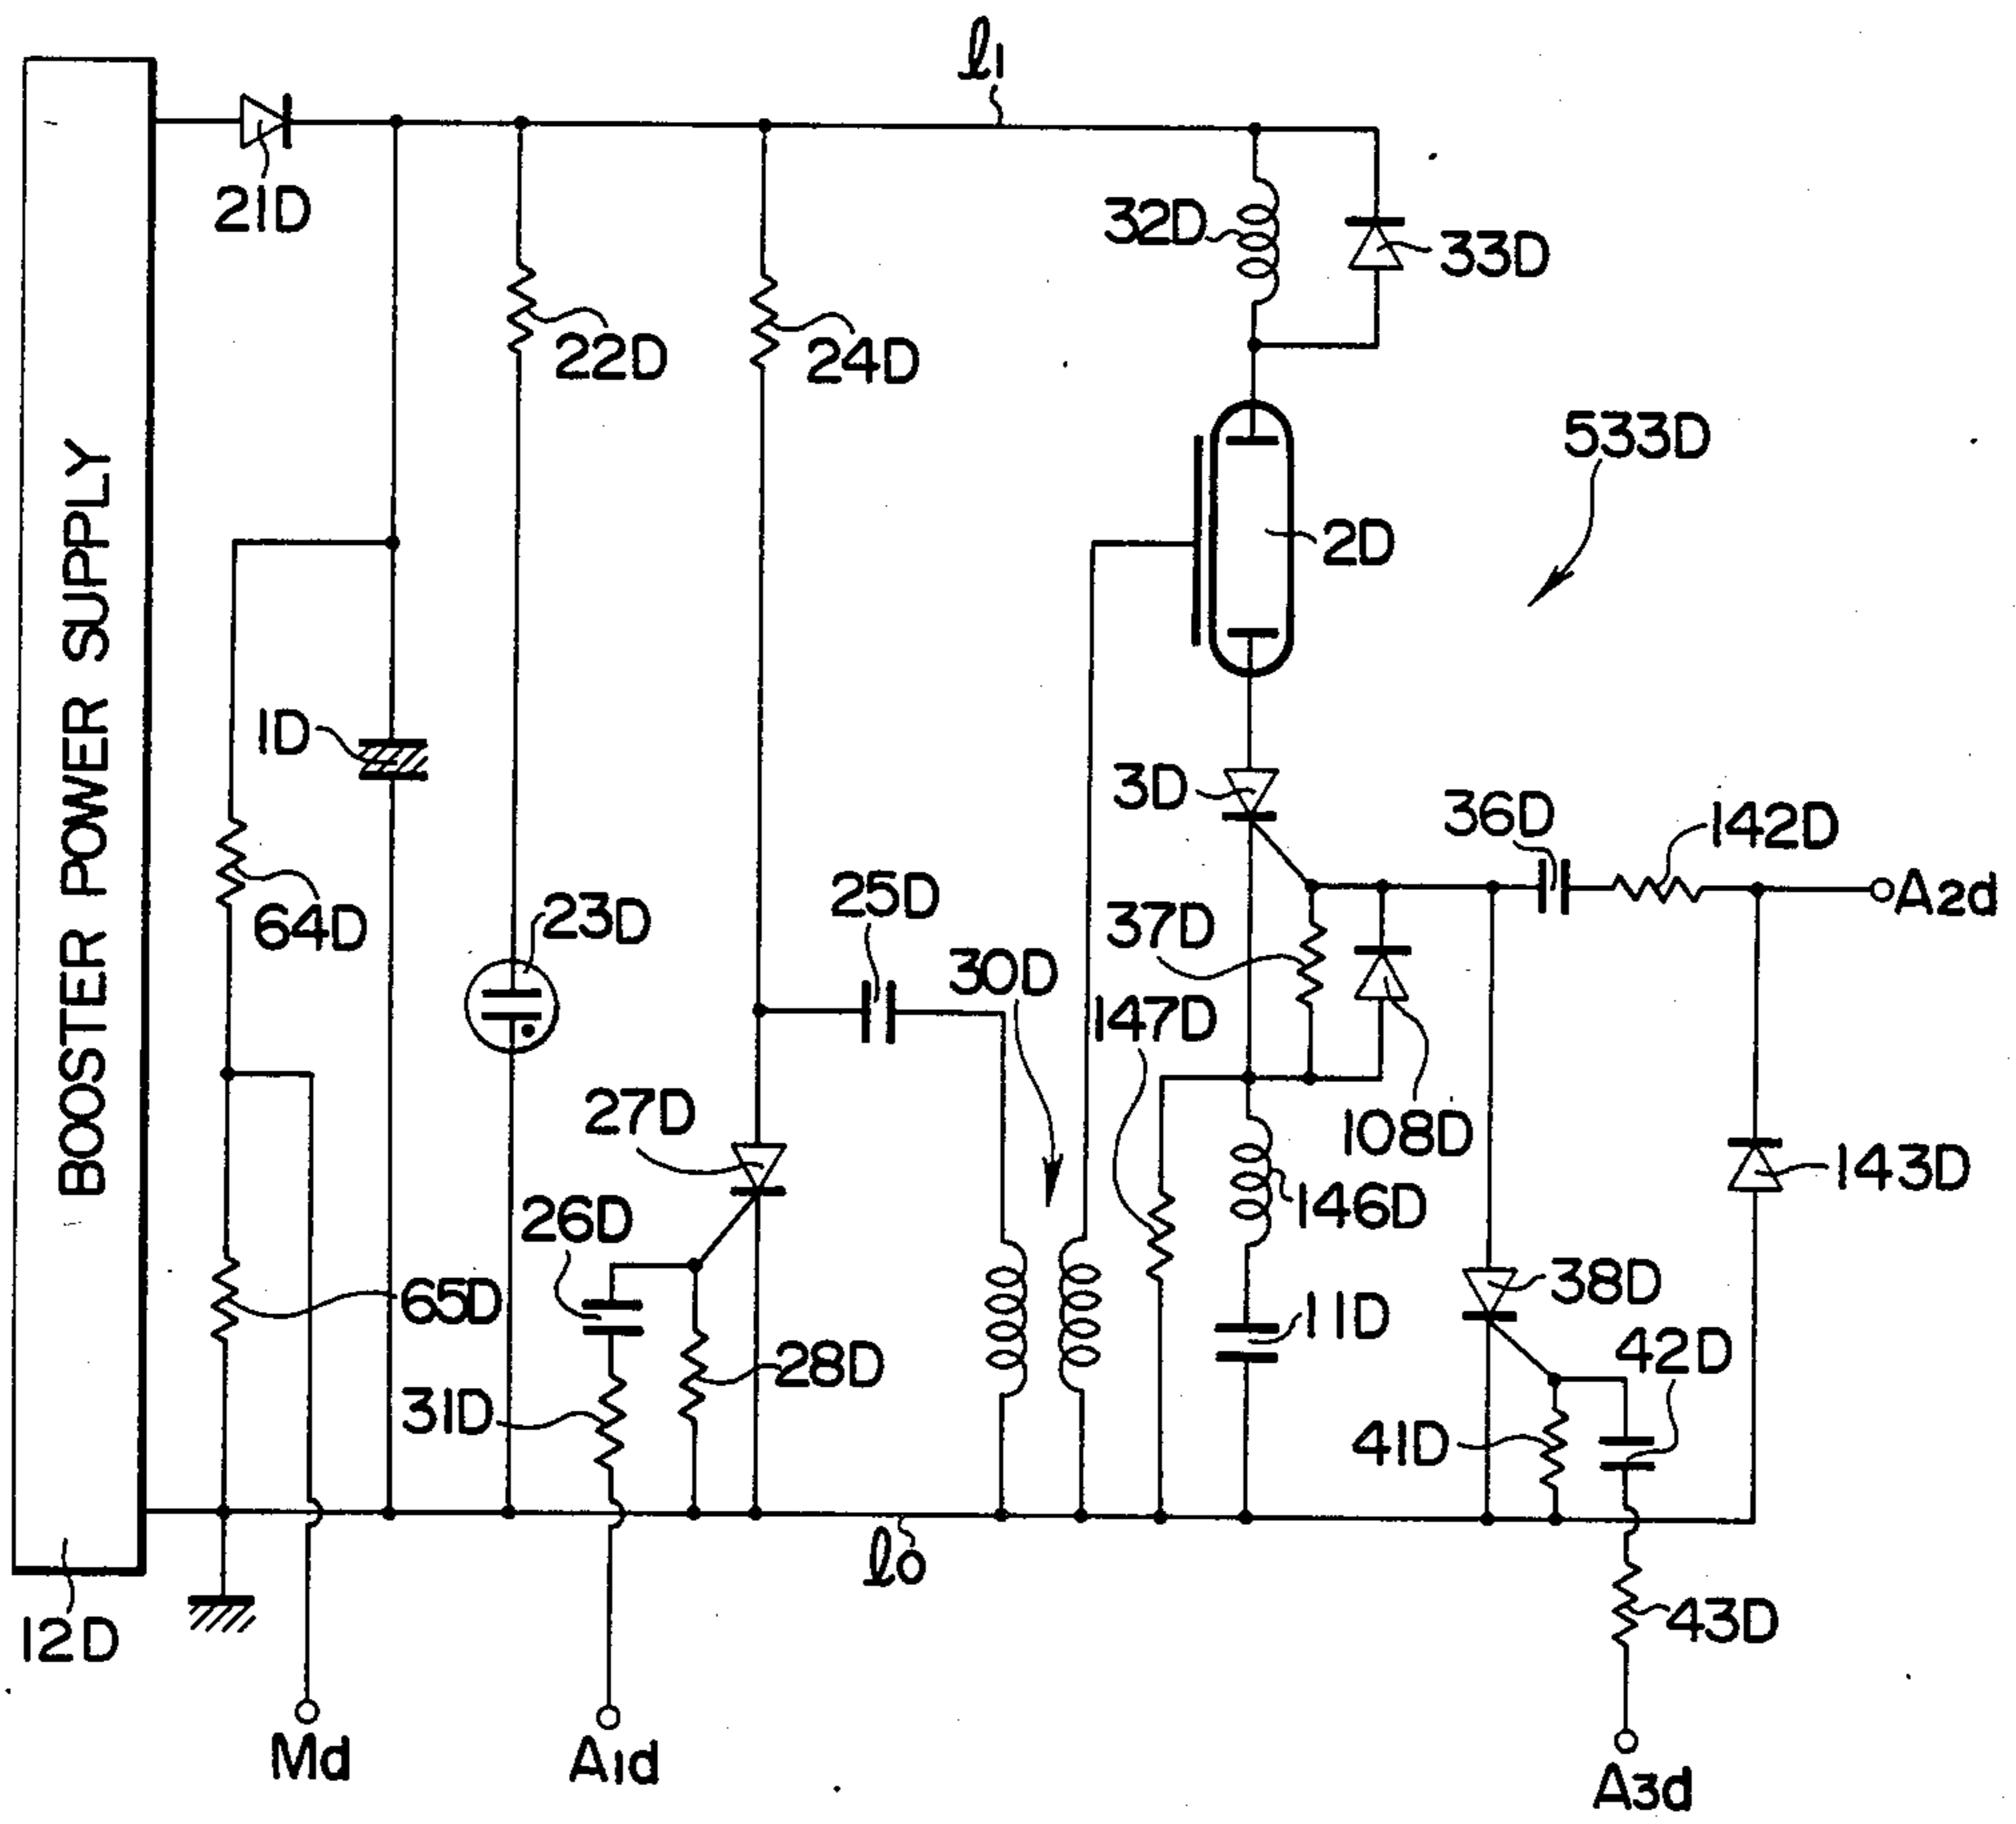 l1
21D
32D
33D
22D
24D
533D
BOOSTER POWER SUPPLY
2D
1D
3D
36D
142D
A2d
64D
23D
25D
37D
30D
147D
27D
108D
143D
26D
146D
65D
38D
11D
28D
42D
31D
41D
l0
12D
43D
Md
A1d
A3d